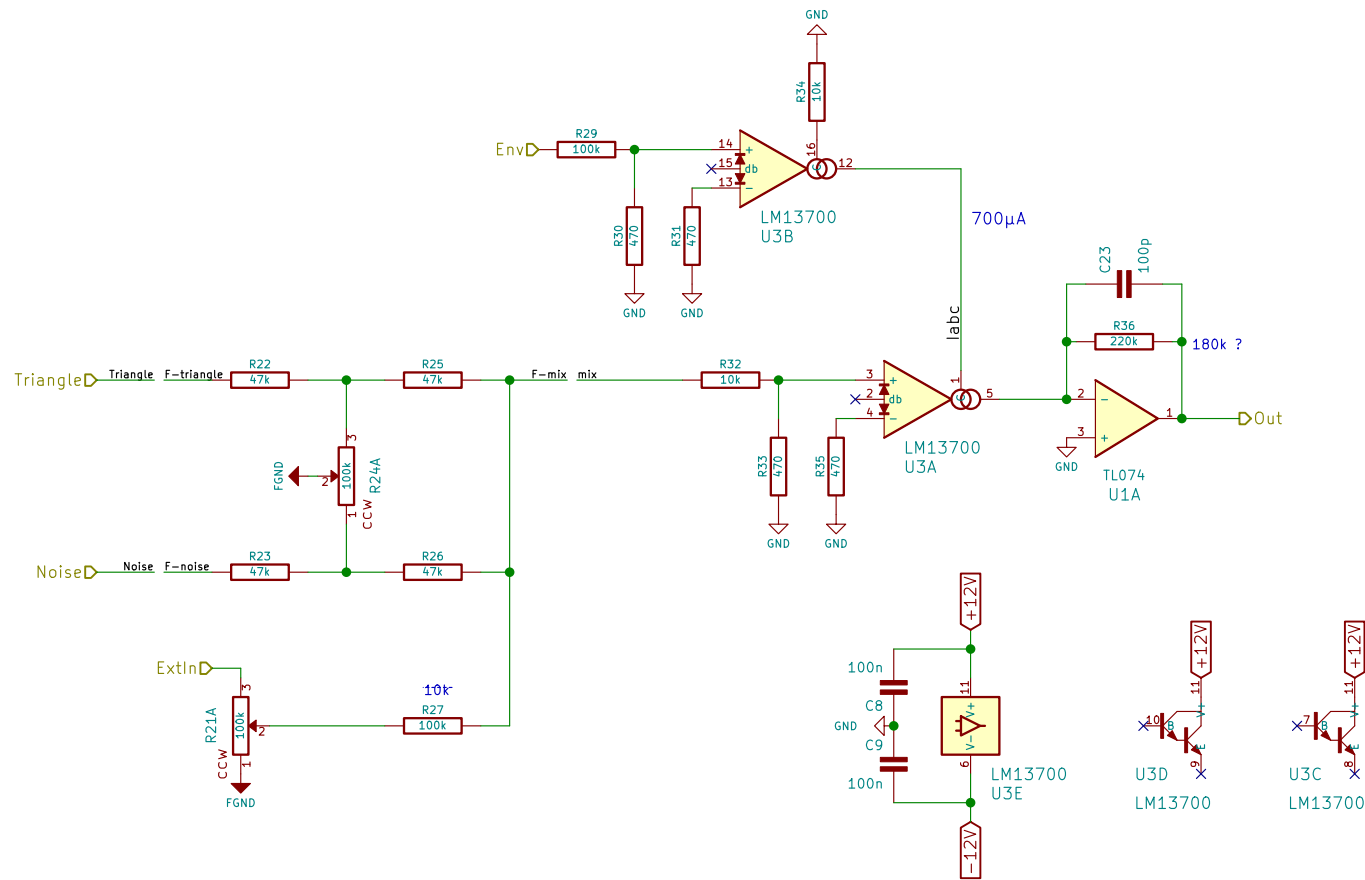 GND
R34
10k
16
R29
Env
100k
14
+
15
db
13
-
12
LM13700
U3B
700µA
R30
470
R31
470
GND
GND
C23
100p
Iabc
R36
220k
180k ?
Triangle
Triangle
F-triangle
R22
47k
R25
47k
F-mix
mix
R32
10k
3
+
2
db
4
-
1
5
LM13700
U3A
2
-
3
+
1
Out
GND
TL074
U1A
3
FGND
2
100k
R24A
1
CCW
R33
470
R35
470
GND
GND
Noise
Noise
F-noise
R23
47k
R26
47k
ExtIn
3
R21A
100k
2
CCW
1
FGND
10k
R27
100k
+12V
100n
C8
GND
C9
100n
11
V+
V-
6
LM13700
U3E
-12V
+12V
11
V+
10
B
E
9
U3D
LM13700
+12V
11
V+
7
B
E
8
U3C
LM13700